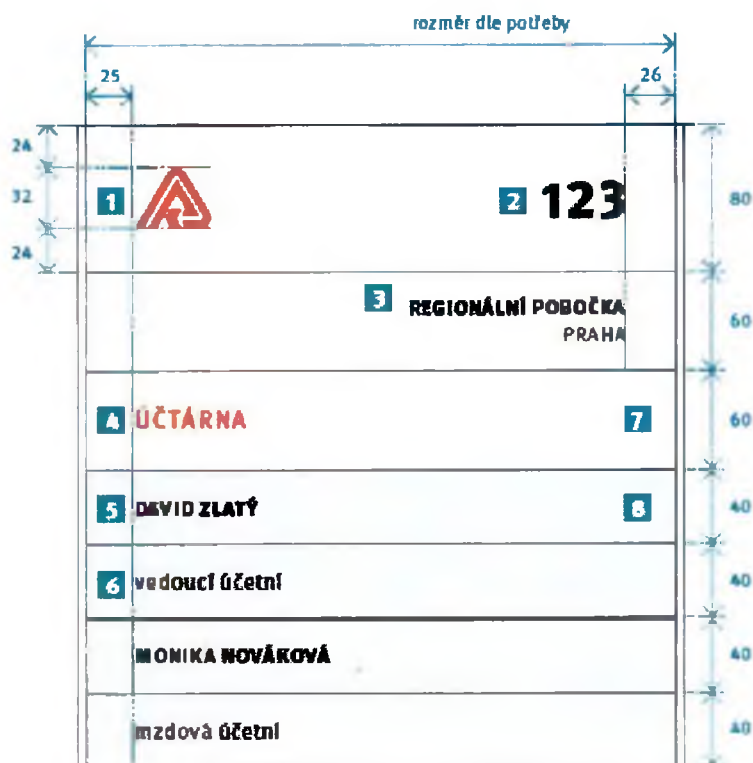 rozměr dle potřeby
25
26
24
32
24
1
2 123
80
3 REGIONÁLNÍ POBOČKA
PRAHA
60
4 ÚČTÁRNA
7
60
5 DAVID ZLATÝ
8
40
6 vedoucí účetní
40
MONIKA NOVÁKOVÁ
40
mzdová účetní
40